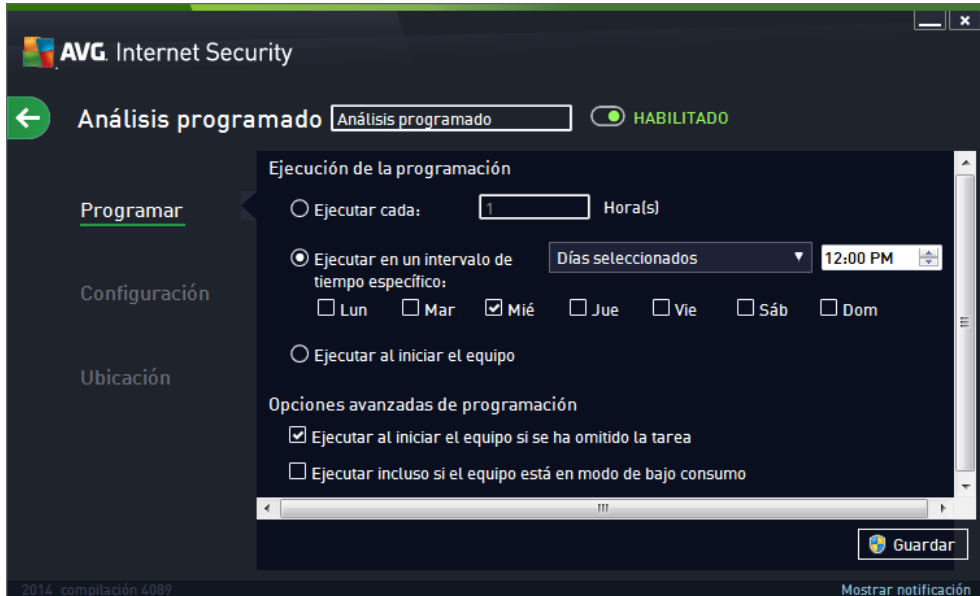 AVG. Internet Security
Análisis programado Análisis programado HABILITADO
Programar
Configuración
Ubicación
Ejecución de la programación
Ejecutar cada: 1 Hora(s)
Ejecutar en un intervalo de tiempo específico:
Días seleccionados 12:00 PM
Lun Mar Mié Jue Vie Sáb Dom
Ejecutar al iniciar el equipo
Opciones avanzadas de programación
Ejecutar al iniciar el equipo si se ha omitido la tarea
Ejecutar incluso si el equipo está en modo de bajo consumo
Guardar
2014 compilación 4089
Mostrar notificación